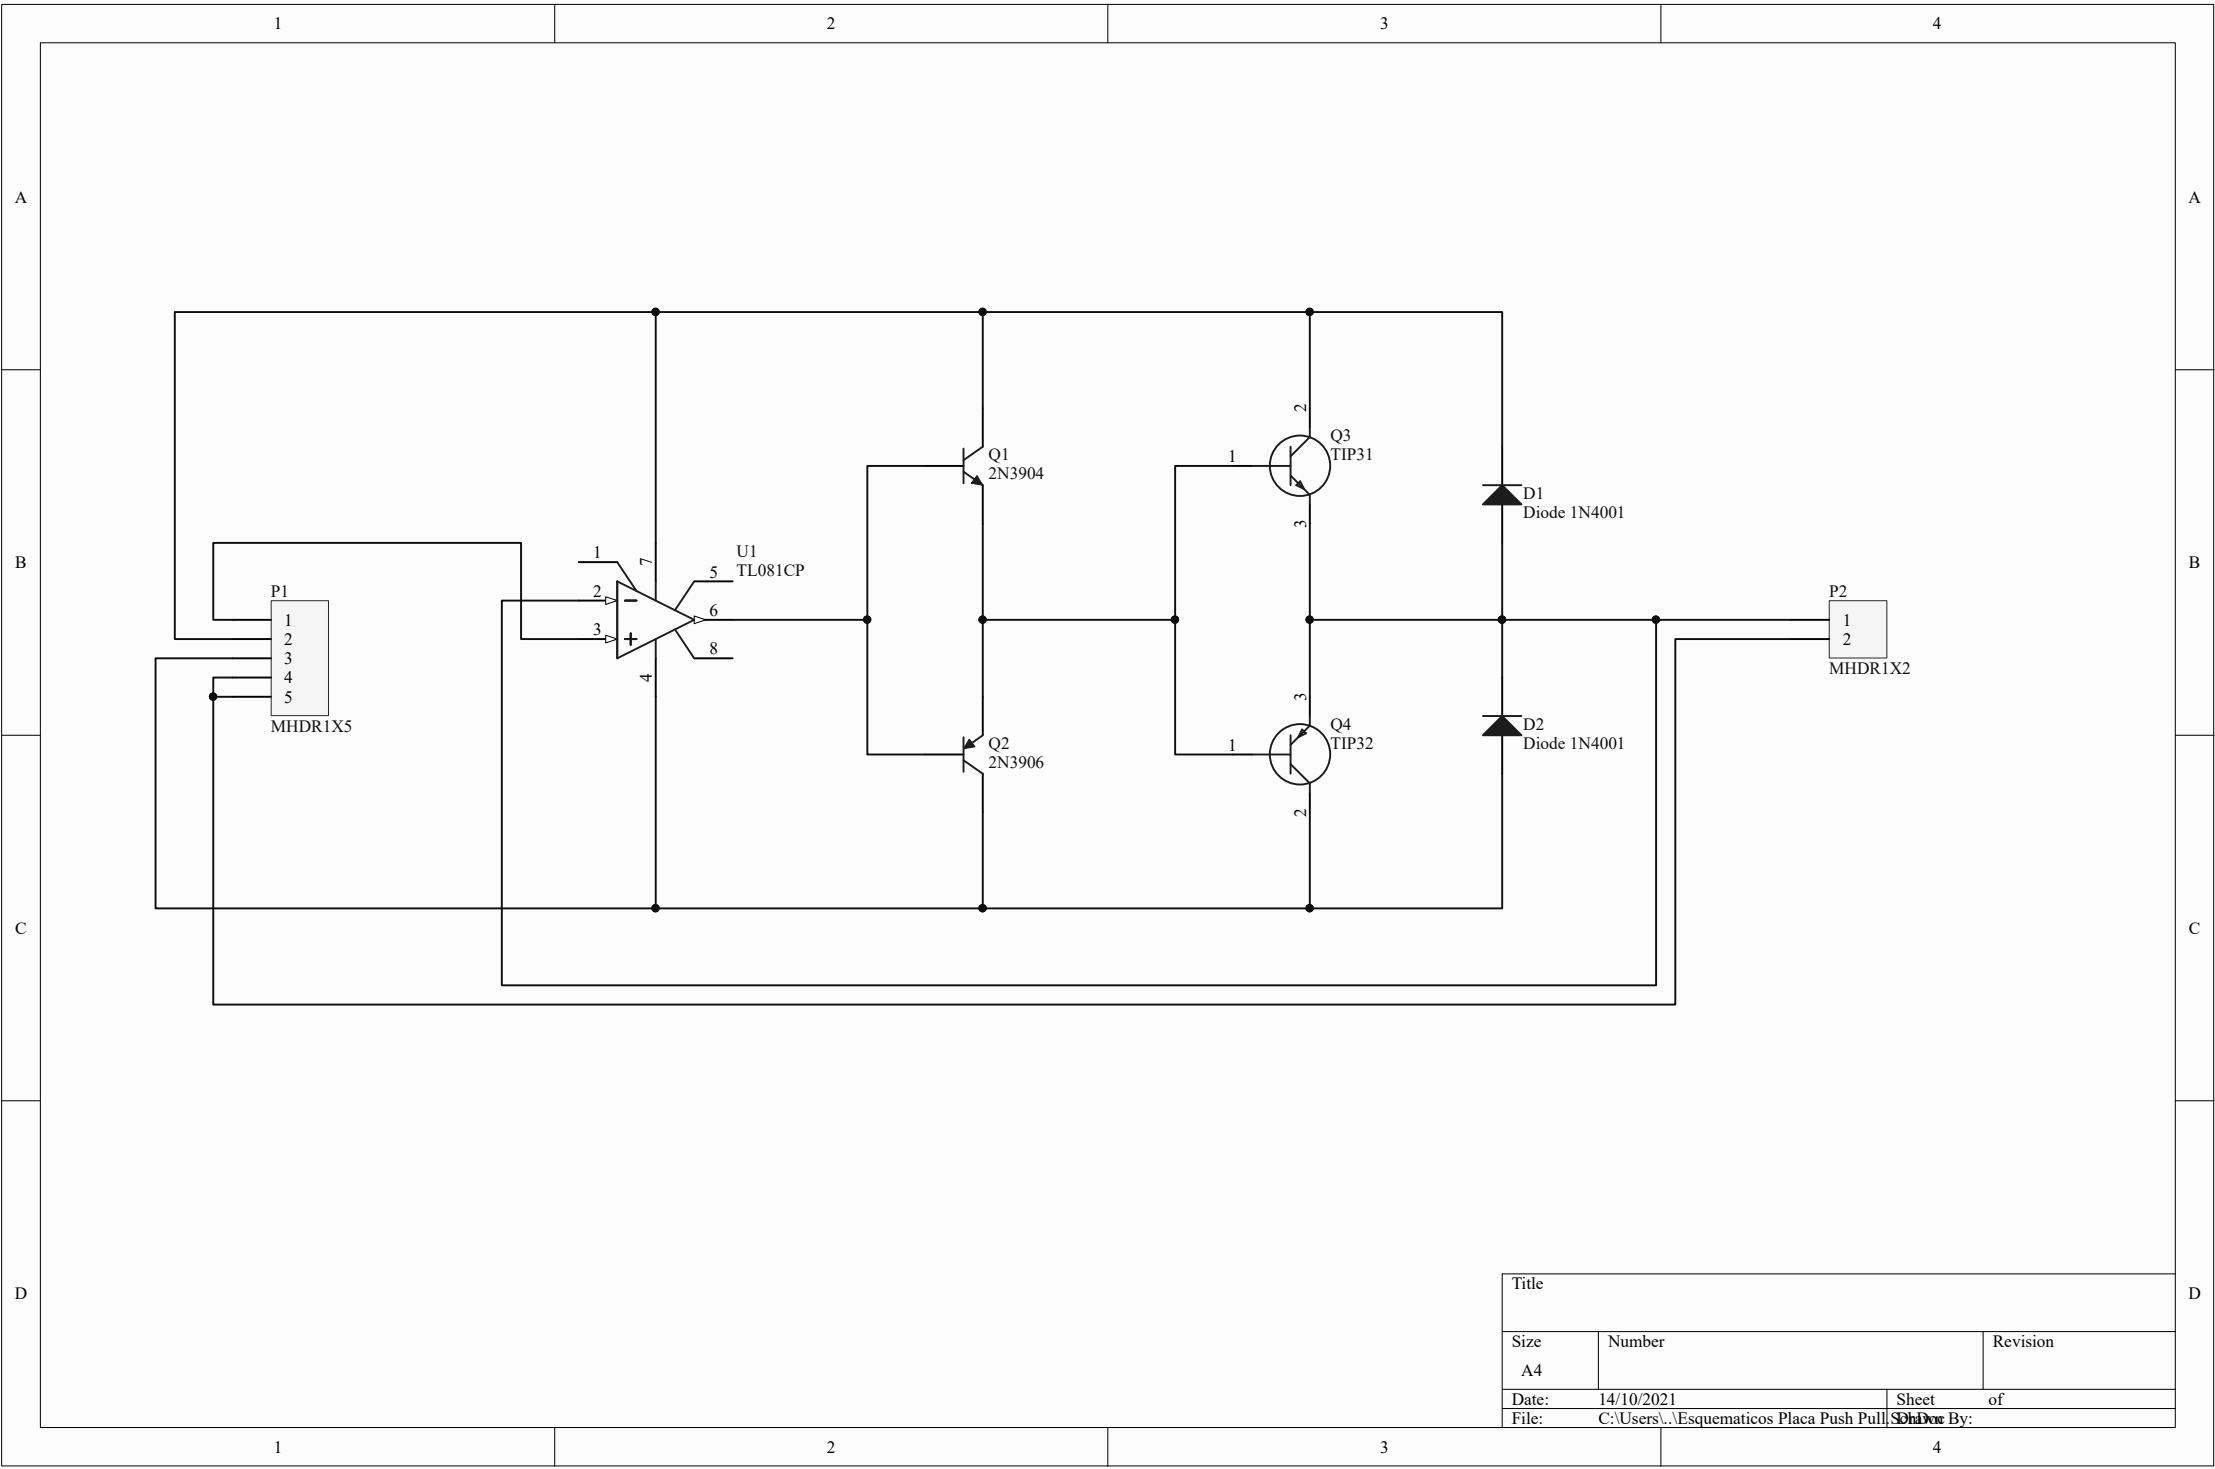 1 2 3 4
A A
B B
C C
D D
1 2 3 4
P1
1
2
3
4
5
MHDR1X5
1
2
3
7
4
5
6
8
U1
TL081CP
Q1
2N3904
Q2
2N3906
2
1
3
Q3
TIP31
3
1
2
Q4
TIP32
D1
Diode 1N4001
D2
Diode 1N4001
P2
1
2
MHDR1X2
Title
Size Number Revision
A4
Date: 14/10/2021 Sheet of
File: C:\Users\..\Esquematicos Placa Push Pull.SchDoc Drawn By: